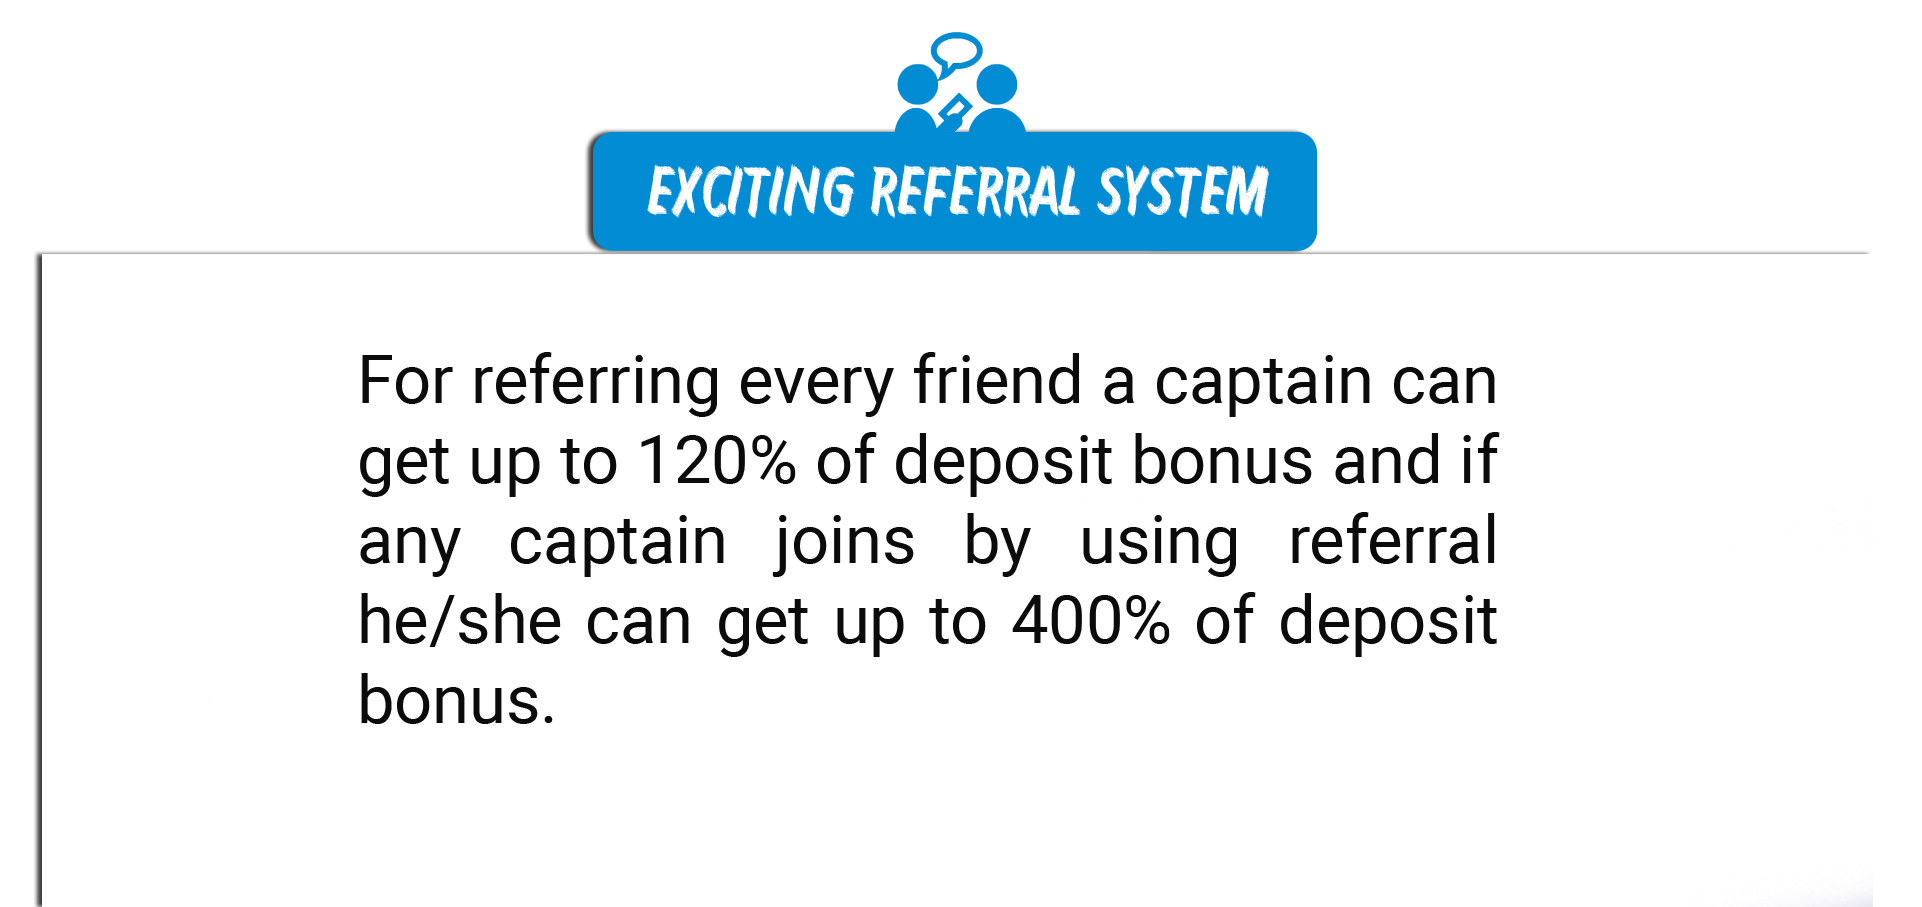 EXCITING REFERRAL SYSTEM
For referring every friend a captain can
get up to 120% of deposit bonus and if
any captain joins by using referral
he/she can get up to 400% of deposit
bonus.